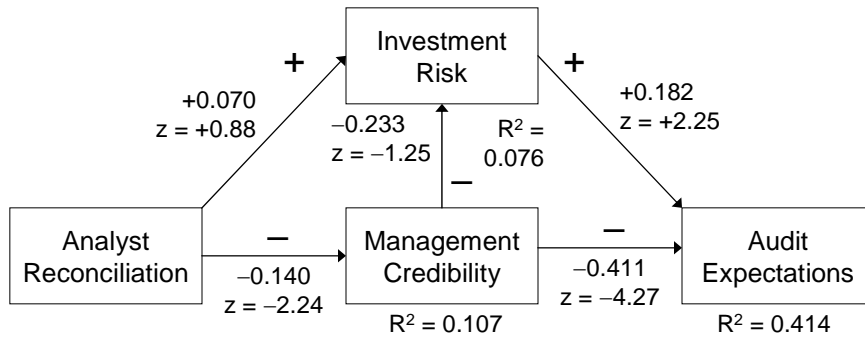 Investment
Risk
+
+
+0.070
z = +0.88
+0.182
z = +2.25
−0.233
z = −1.25
R² =
0.076
−
Analyst
Reconciliation
−
−0.140
z = −2.24
Management
Credibility
R² = 0.107
−
−0.411
z = −4.27
Audit
Expectations
R² = 0.414